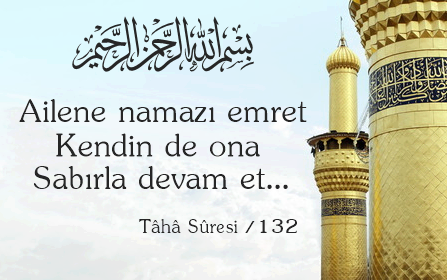 بسم الله الرحمن الرحيم
Ailene namazı emret
Kendin de ona
Sabırla devam et...
Tâhâ Sûresi /132